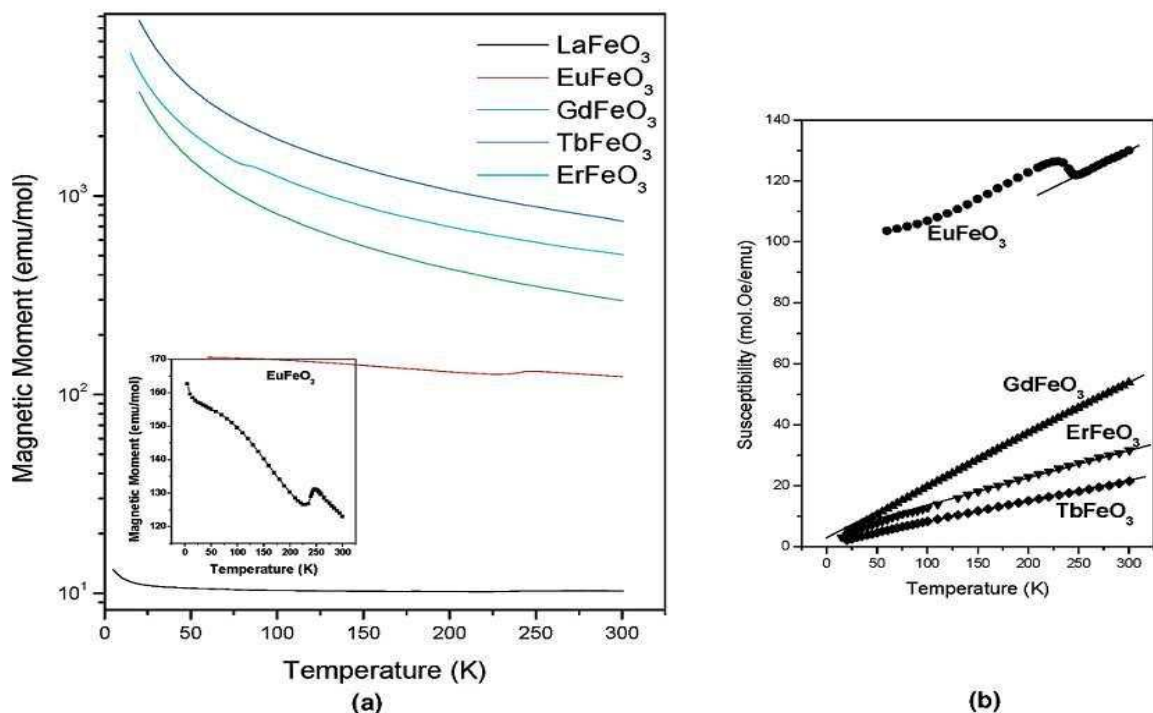 LaFeO₃
EuFeO₃
GdFeO₃
TbFeO₃
ErFeO₃
Magnetic Moment (emu/mol)
10³
10²
10¹
0 50 100 150 200 250 300
Temperature (K)
(a)
EuFeO₃
Magnetic Moment (emu/mol)
170
160
150
140
130
120
0 50 100 150 200 250 300
Temperature (K)
Susceptibility (mol.Oe/emu)
140
120
100
80
60
40
20
0
EuFeO₃
GdFeO₃
ErFeO₃
TbFeO₃
0 50 100 150 200 250 300
Temperature (K)
(b)